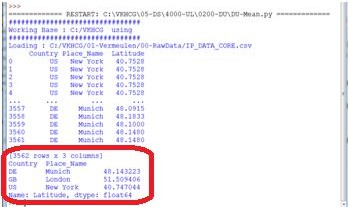 >>>
============= RESTART: C:\VKHCG\05-DS\4000-UL\0200-DU\DU-Mean.py =============
################################
Working Base : C:/VKHCG using
################################
Loading : C:/VKHCG/01-Vermeulen/00-RawData/IP_DATA_CORE.csv
Country Place_Name Latitude
0 US New York 40.7528
1 US New York 40.7528
2 US New York 40.7528
3 US New York 40.7528
4 US New York 40.7528
... ... ... ...
3557 DE Munich 48.0915
3558 DE Munich 48.1833
3559 DE Munich 48.1000
3560 DE Munich 48.1480
3561 DE Munich 48.1480
[3562 rows x 3 columns]
Country Place_Name
DE Munich 48.143223
GB London 51.509406
US New York 40.747044
Name: Latitude, dtype: float64
>>>